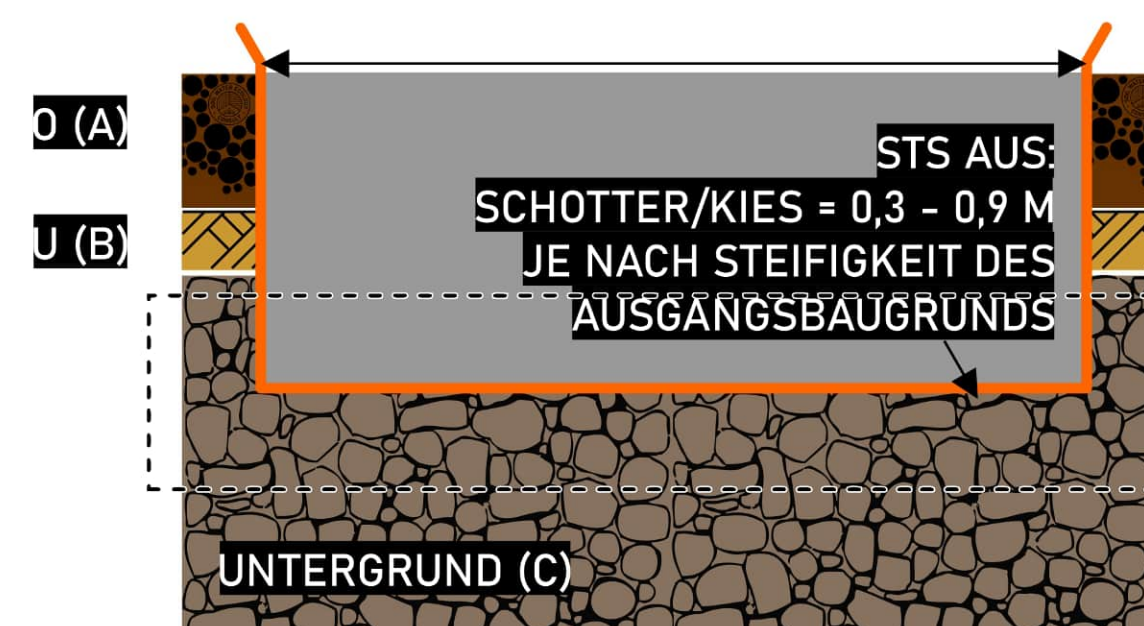 O (A)
U (B)
STS AUS:
SCHOTTER/KIES = 0,3 - 0,9 M
JE NACH STEIFIGKEIT DES
AUSGANGSBAUGRUNDS
UNTERGRUND (C)